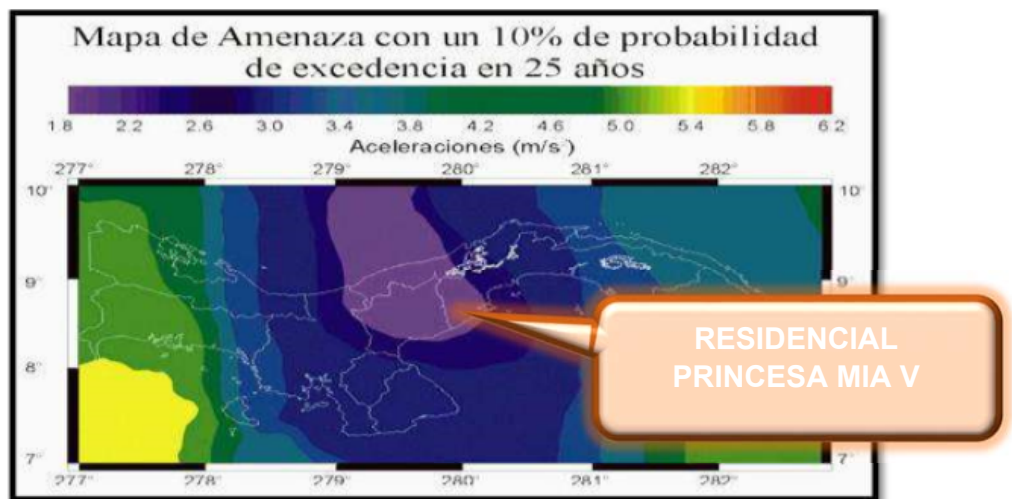 Mapa de Amenaza con un 10% de probabilidad
de excedencia en 25 años
1.8 2.2 2.6 3.0 3.4 3.8 4.2 4.6 5.0 5.4 5.8 6.2
Aceleraciones (m/s²)
277° 278° 279° 280° 281° 282°
10° 10°
9° 9°
RESIDENCIAL
PRINCESA MIA V
8°
7° 7°
277° 278° 279° 280° 281° 282°